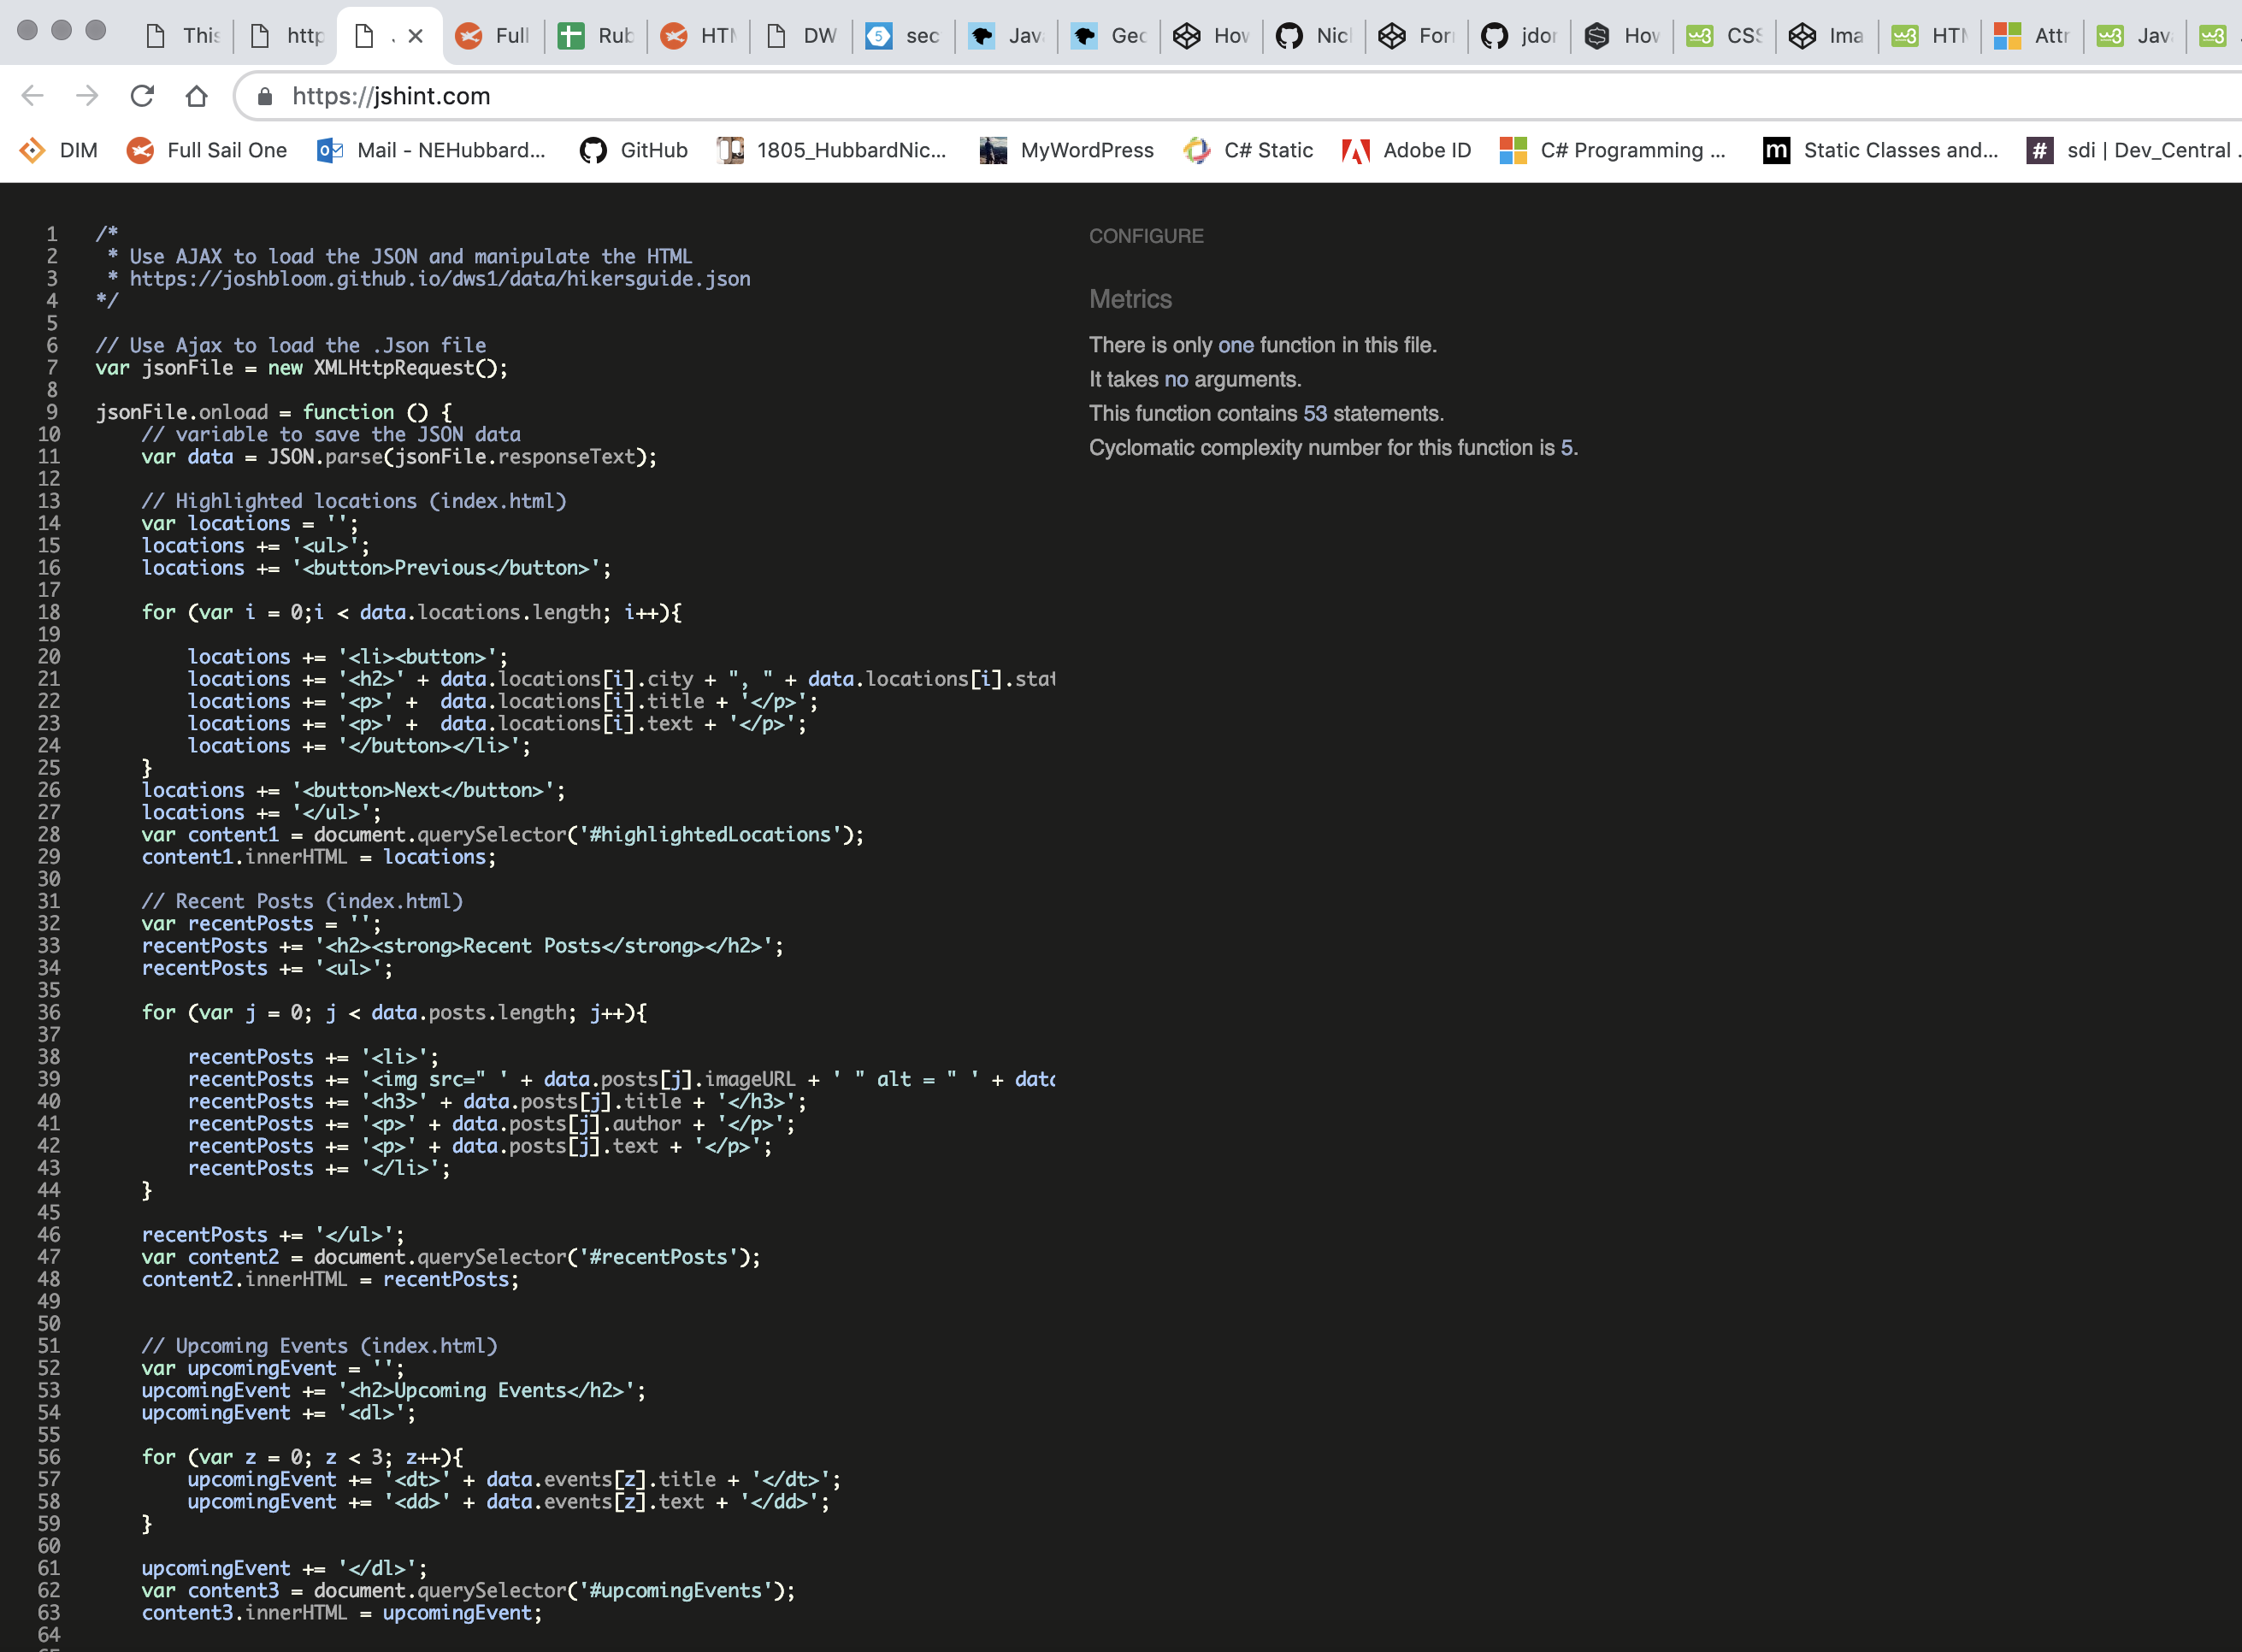 This http . Full Rub HTM DW sec Java Geo How Nic For jdor How CSS Ima HTM Attr Java
https://jshint.com
DIM Full Sail One Mail - NEHubbard... GitHub 1805_HubbardNic... MyWordPress C# Static Adobe ID C# Programming ... Static Classes and... sdi | Dev_Central
1 /*
2 * Use AJAX to load the JSON and manipulate the HTML
3 * https://joshbloom.github.io/dws1/data/hikersguide.json
4 */
5
6 // Use Ajax to load the .Json file
7 var jsonFile = new XMLHttpRequest();
8
9 jsonFile.onload = function () {
10 // variable to save the JSON data
11 var data = JSON.parse(jsonFile.responseText);
12
13 // Highlighted locations (index.html)
14 var locations = '';
15 locations += '<ul>';
16 locations += '<button>Previous</button>';
17
18 for (var i = 0;i < data.locations.length; i++){
19
20 locations += '<li><button>';
21 locations += '<h2>' + data.locations[i].city + ", " + data.locations[i].stat
22 locations += '<p>' +  data.locations[i].title + '</p>';
23 locations += '<p>' +  data.locations[i].text + '</p>';
24 locations += '</button></li>';
25 }
26 locations += '<button>Next</button>';
27 locations += '</ul>';
28 var content1 = document.querySelector('#highlightedLocations');
29 content1.innerHTML = locations;
30
31 // Recent Posts (index.html)
32 var recentPosts = '';
33 recentPosts += '<h2><strong>Recent Posts</strong></h2>';
34 recentPosts += '<ul>';
35
36 for (var j = 0; j < data.posts.length; j++){
37
38 recentPosts += '<li>';
39 recentPosts += '<img src=" ' + data.posts[j].imageURL + ' " alt = " ' + data
40 recentPosts += '<h3>' + data.posts[j].title + '</h3>';
41 recentPosts += '<p>' + data.posts[j].author + '</p>';
42 recentPosts += '<p>' + data.posts[j].text + '</p>';
43 recentPosts += '</li>';
44 }
45
46 recentPosts += '</ul>';
47 var content2 = document.querySelector('#recentPosts');
48 content2.innerHTML = recentPosts;
49
50
51 // Upcoming Events (index.html)
52 var upcomingEvent = '';
53 upcomingEvent += '<h2>Upcoming Events</h2>';
54 upcomingEvent += '<dl>';
55
56 for (var z = 0; z < 3; z++){
57 upcomingEvent += '<dt>' + data.events[z].title + '</dt>';
58 upcomingEvent += '<dd>' + data.events[z].text + '</dd>';
59 }
60
61 upcomingEvent += '</dl>';
62 var content3 = document.querySelector('#upcomingEvents');
63 content3.innerHTML = upcomingEvent;
64
CONFIGURE
Metrics
There is only one function in this file.
It takes no arguments.
This function contains 53 statements.
Cyclomatic complexity number for this function is 5.